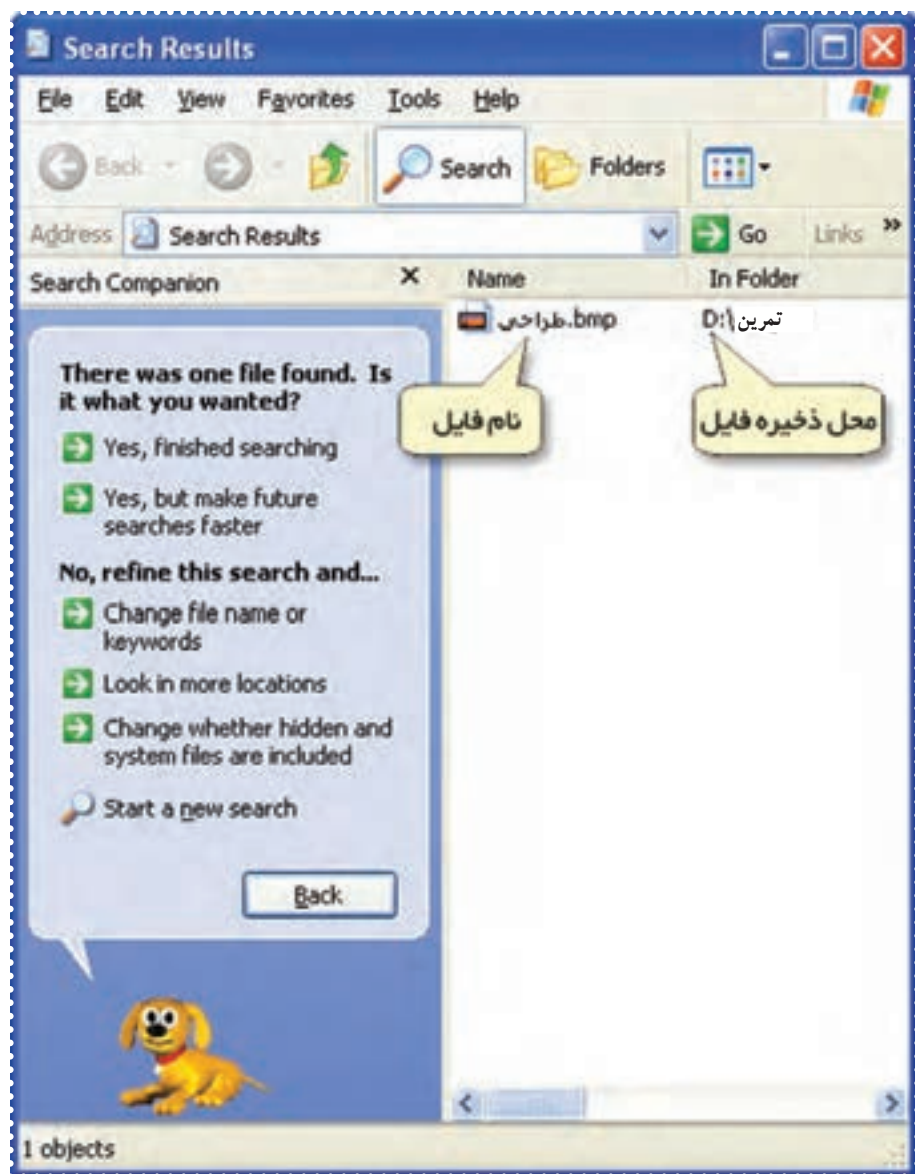 Search Results
File Edit View Favorites Tools Help
Back Search Folders
Address Search Results Go Links »
Search Companion × Name In Folder
طراحی.bmp D:\تمرین
نام فایل محل ذخیره فایل
There was one file found. Is
it what you wanted?
Yes, finished searching
Yes, but make future
searches faster
No, refine this search and...
Change file name or
keywords
Look in more locations
Change whether hidden and
system files are included
Start a new search
Back
1 objects